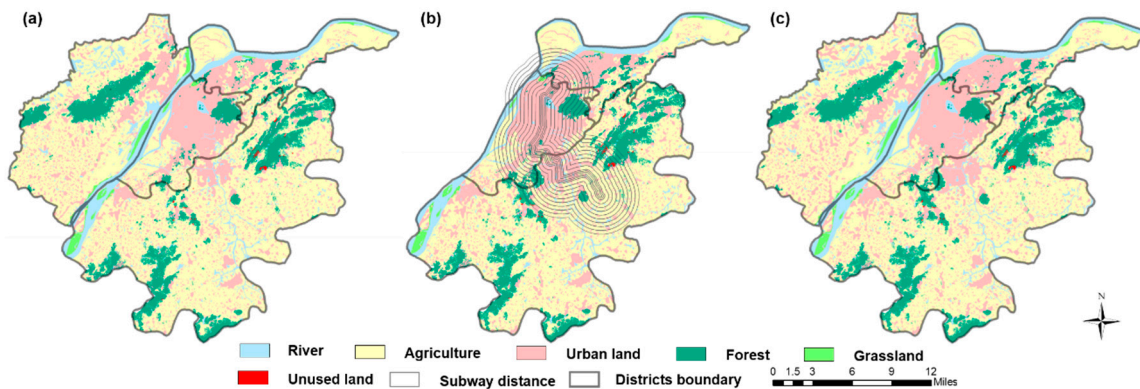 (a)
(b)
(c)
N
River
Agriculture
Urban land
Forest
Grassland
Unused land
Subway distance
Districts boundary
0 1.5 3 6 9 12
Miles